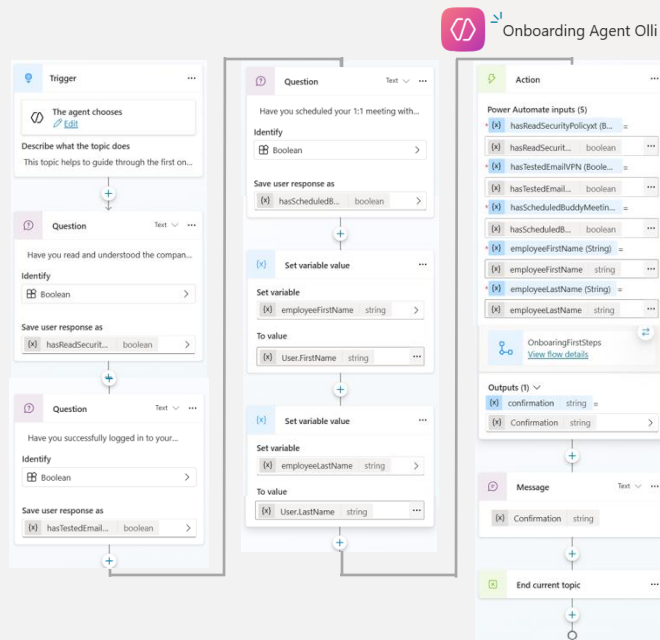 Onboarding Agent Olli
Trigger
The agent chooses
Edit
Describe what the topic does
This topic helps to guide through the first on...
Question Text
Have you read and understood the compan...
Identify
Boolean
Save user response as
{x} hasReadSecurit... boolean
Question Text
Have you successfully logged in to your...
Identify
Boolean
Save user response as
{x} hasTestedEmail... boolean
Question Text
Have you scheduled your 1:1 meeting with...
Identify
Boolean
Save user response as
{x} hasScheduledB... boolean
{x} Set variable value
Set variable
{x} employeeFirstName string
To value
{x} User.FirstName string
{x} Set variable value
Set variable
{x} employeeLastName string
To value
{x} User.LastName string
Action
Power Automate inputs (5)
* {x} hasReadSecurityPolicyxt (B... =
{x} hasReadSecurit... boolean
* {x} hasTestedEmailVPN (Boole... =
{x} hasTestedEmail... boolean
* {x} hasScheduledBuddyMeetin... =
{x} hasScheduledB... boolean
* {x} employeeFirstName (String) =
{x} employeeFirstName string
* {x} employeeLastName (String) =
{x} employeeLastName string
OnboaringFirstSteps
View flow details
Outputs (1)
{x} confirmation string =
{x} Confirmation string
Message Text
{x} Confirmation string
End current topic